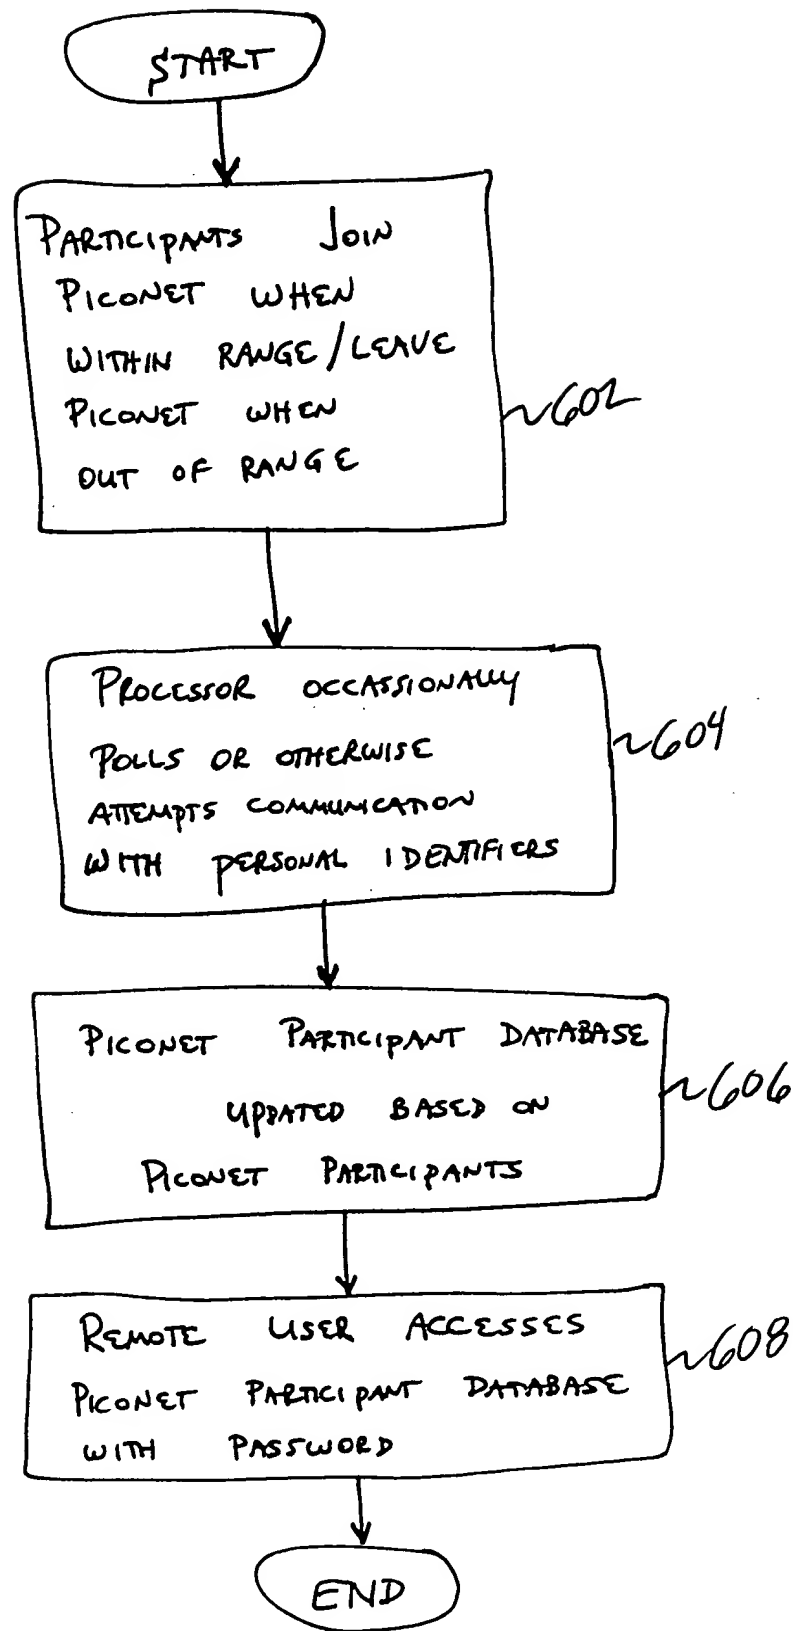 START
PARTICIPANTS JOIN
PICONET WHEN
WITHIN RANGE/LEAVE
PICONET WHEN
OUT OF RANGE
602
PROCESSOR OCCASSIONALLY
POLLS OR OTHERWISE
ATTEMPTS COMMUNICATION
WITH PERSONAL IDENTIFIERS
604
PICONET PARTICIPANT DATABASE
UPDATED BASED ON
PICONET PARTICIPANTS
606
REMOTE USER ACCESSES
PICONET PARTICIPANT DATABASE
WITH PASSWORD
608
END